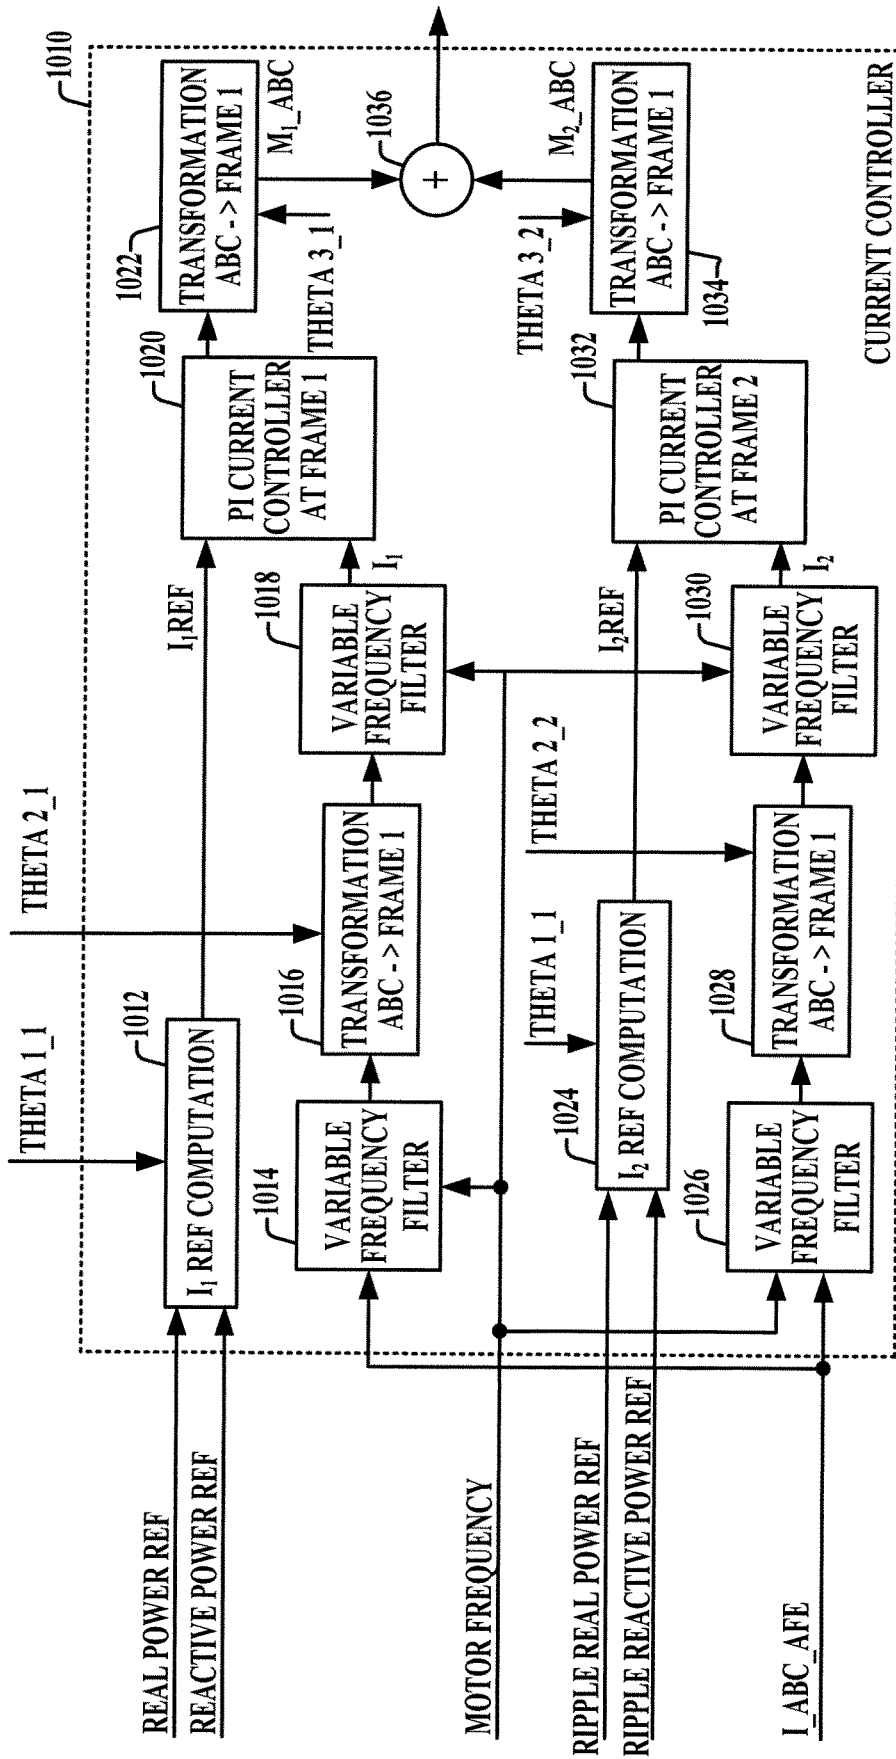 1010
REAL POWER REF
REACTIVE POWER REF
THETA 1_1
1012
I₁ REF COMPUTATION
THETA 2_1
I₁REF
1014
VARIABLE
FREQUENCY
FILTER
1016
TRANSFORMATION
ABC - > FRAME 1
1018
VARIABLE
FREQUENCY
FILTER
I₁
1020
PI CURRENT
CONTROLLER
AT FRAME 1
1022
TRANSFORMATION
ABC - > FRAME 1
THETA 3_1
M₁_ABC
1036
+
MOTOR FREQUENCY
RIPPLE REAL POWER REF
RIPPLE REACTIVE POWER REF
THETA 1_1
1024
I₂ REF COMPUTATION
THETA 2_2
I₂REF
I_ABC_AFE
1026
VARIABLE
FREQUENCY
FILTER
1028
TRANSFORMATION
ABC - > FRAME 1
1030
VARIABLE
FREQUENCY
FILTER
I₂
1032
PI CURRENT
CONTROLLER
AT FRAME 2
THETA 3_2
M₂_ABC
TRANSFORMATION
ABC - > FRAME 1
1034
CURRENT CONTROLLER